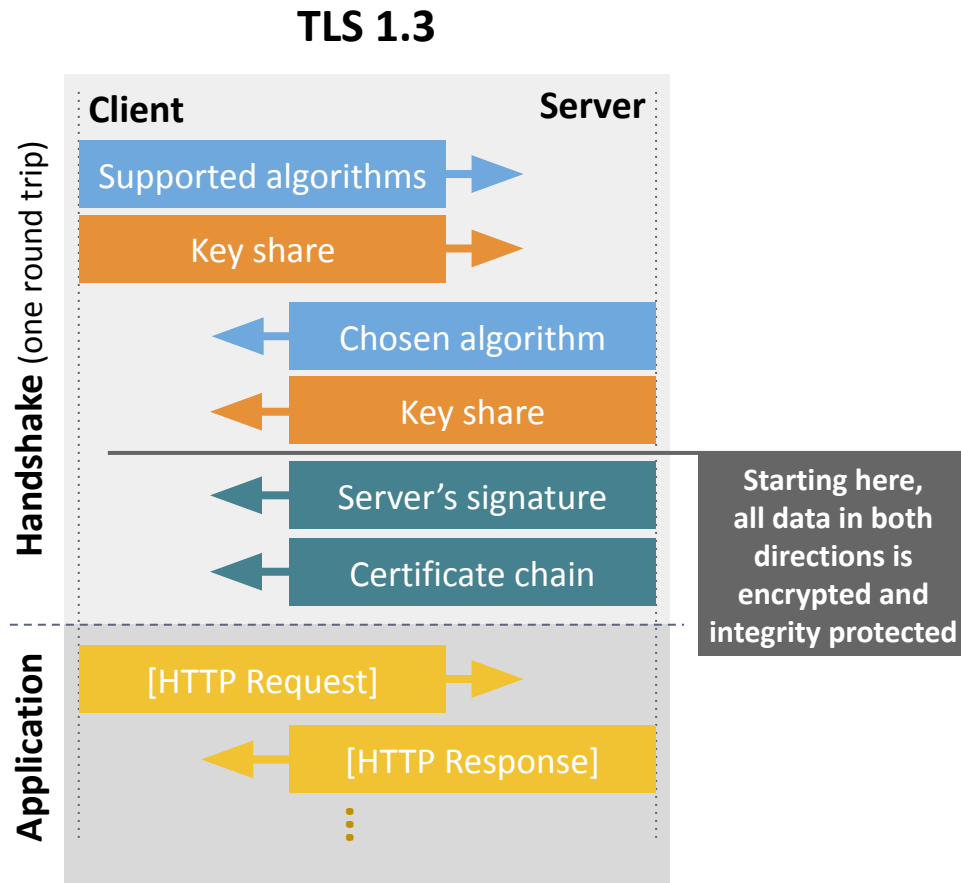 TLS 1.3
Client
Server
Handshake (one round trip)
Supported algorithms
Key share
Chosen algorithm
Key share
Server’s signature
Certificate chain
Starting here,
all data in both
directions is
encrypted and
integrity protected
Application
[HTTP Request]
[HTTP Response]